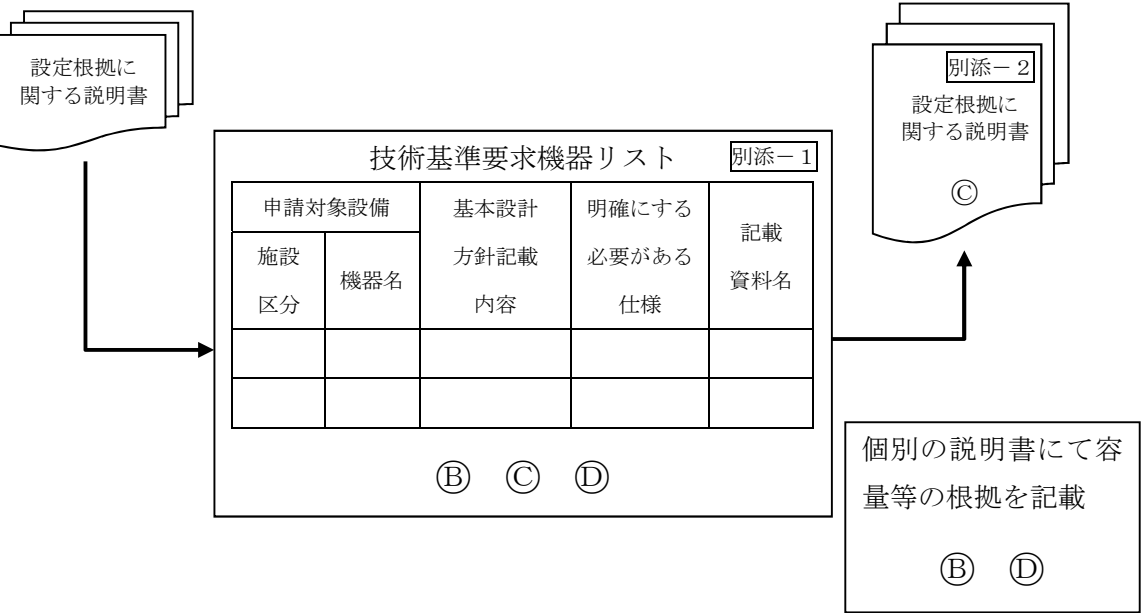 設定根拠に
関する説明書
技術基準要求機器リスト
別添－１
申請対象設備
施設
区分
機器名
基本設計
方針記載
内容
明確にする
必要がある
仕様
記載
資料名
Ⓑ Ⓒ Ⓓ
別添－２
設定根拠に
関する説明書
Ⓒ
個別の説明書にて容
量等の根拠を記載
Ⓑ Ⓓ